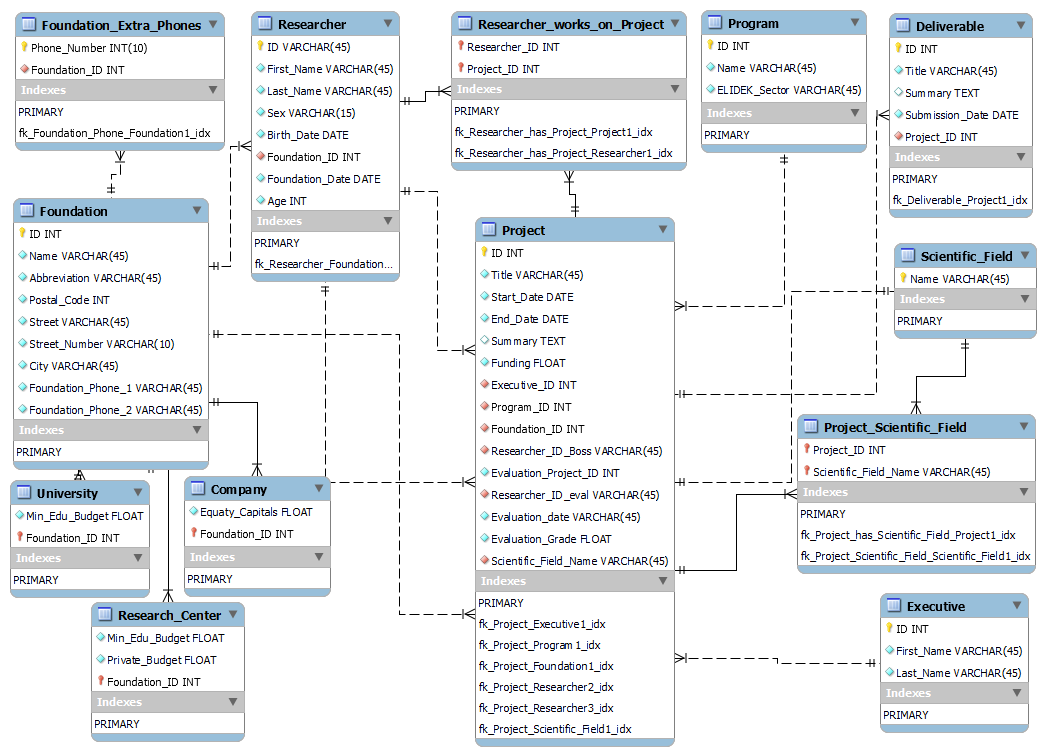 Foundation_Extra_Phones
Phone_Number INT(10)
Foundation_ID INT
Indexes
PRIMARY
fk_Foundation_Phone_Foundation1_idx
Researcher
ID VARCHAR(45)
First_Name VARCHAR(45)
Last_Name VARCHAR(45)
Sex VARCHAR(15)
Birth_Date DATE
Foundation_ID INT
Foundation_Date DATE
Age INT
Indexes
PRIMARY
fk_Researcher_Foundation...
Researcher_works_on_Project
Researcher_ID INT
Project_ID INT
Indexes
PRIMARY
fk_Researcher_has_Project_Project1_idx
fk_Researcher_has_Project_Researcher1_idx
Program
ID INT
Name VARCHAR(45)
ELIDEK_Sector VARCHAR(45)
Indexes
PRIMARY
Deliverable
ID INT
Title VARCHAR(45)
Summary TEXT
Submission_Date DATE
Project_ID INT
Indexes
PRIMARY
fk_Deliverable_Project1_idx
Foundation
ID INT
Name VARCHAR(45)
Abbreviation VARCHAR(45)
Postal_Code INT
Street VARCHAR(45)
Street_Number VARCHAR(10)
City VARCHAR(45)
Foundation_Phone_1 VARCHAR(45)
Foundation_Phone_2 VARCHAR(45)
Indexes
PRIMARY
Project
ID INT
Title VARCHAR(45)
Start_Date DATE
End_Date DATE
Summary TEXT
Funding FLOAT
Executive_ID INT
Program_ID INT
Foundation_ID INT
Researcher_ID_Boss VARCHAR(45)
Evaluation_Project_ID INT
Researcher_ID_eval VARCHAR(45)
Evaluation_date VARCHAR(45)
Evaluation_Grade FLOAT
Scientific_Field_Name VARCHAR(45)
Indexes
PRIMARY
fk_Project_Executive1_idx
fk_Project_Program1_idx
fk_Project_Foundation1_idx
fk_Project_Researcher2_idx
fk_Project_Researcher3_idx
fk_Project_Scientific_Field1_idx
Scientific_Field
Name VARCHAR(45)
Indexes
PRIMARY
Project_Scientific_Field
Project_ID INT
Scientific_Field_Name VARCHAR(45)
Indexes
PRIMARY
fk_Project_has_Scientific_Field_Project1_idx
fk_Project_Scientific_Field_Scientific_Field1_idx
University
Min_Edu_Budget FLOAT
Foundation_ID INT
Indexes
PRIMARY
Company
Equaty_Capitals FLOAT
Foundation_ID INT
Indexes
PRIMARY
Research_Center
Min_Edu_Budget FLOAT
Private_Budget FLOAT
Foundation_ID INT
Indexes
PRIMARY
Executive
ID INT
First_Name VARCHAR(45)
Last_Name VARCHAR(45)
Indexes
PRIMARY